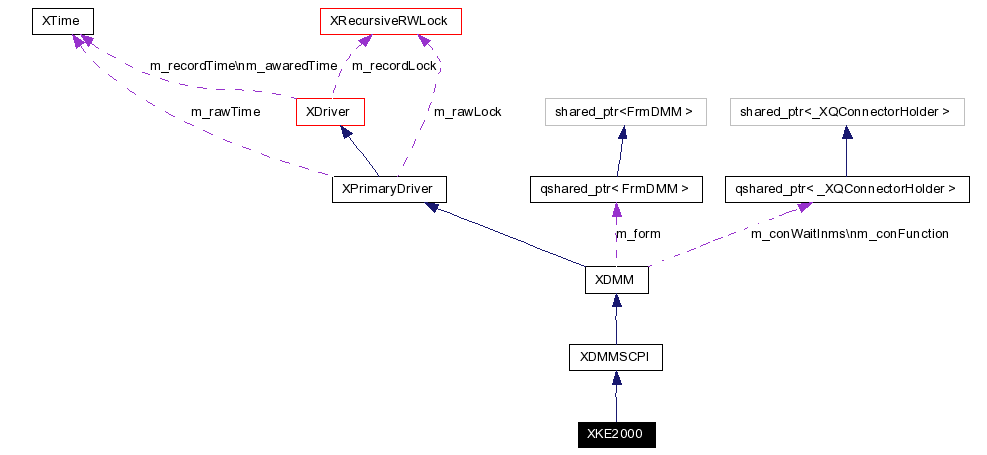 XTime
XRecursiveRWLock
m_recordTime\nm_awaredTime
m_recordLock
m_rawTime
XDriver
m_rawLock
shared_ptr<FrmDMM >
shared_ptr<_XQConnectorHolder >
XPrimaryDriver
qshared_ptr< FrmDMM >
qshared_ptr< _XQConnectorHolder >
m_form
m_conWaitInms\nm_conFunction
XDMM
XDMMSCPI
XKE2000